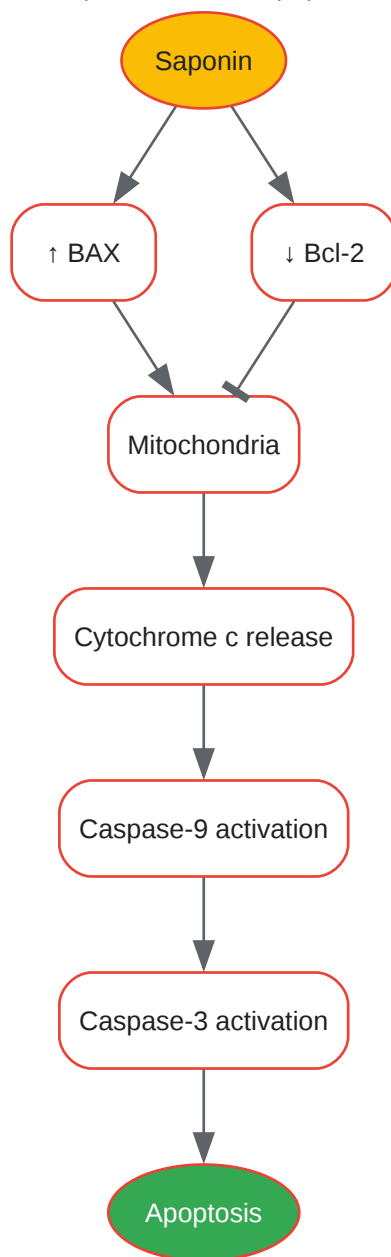 Saponin
↑ BAX
↓ Bcl-2
Mitochondria
Cytochrome c release
Caspase-9 activation
Caspase-3 activation
Apoptosis